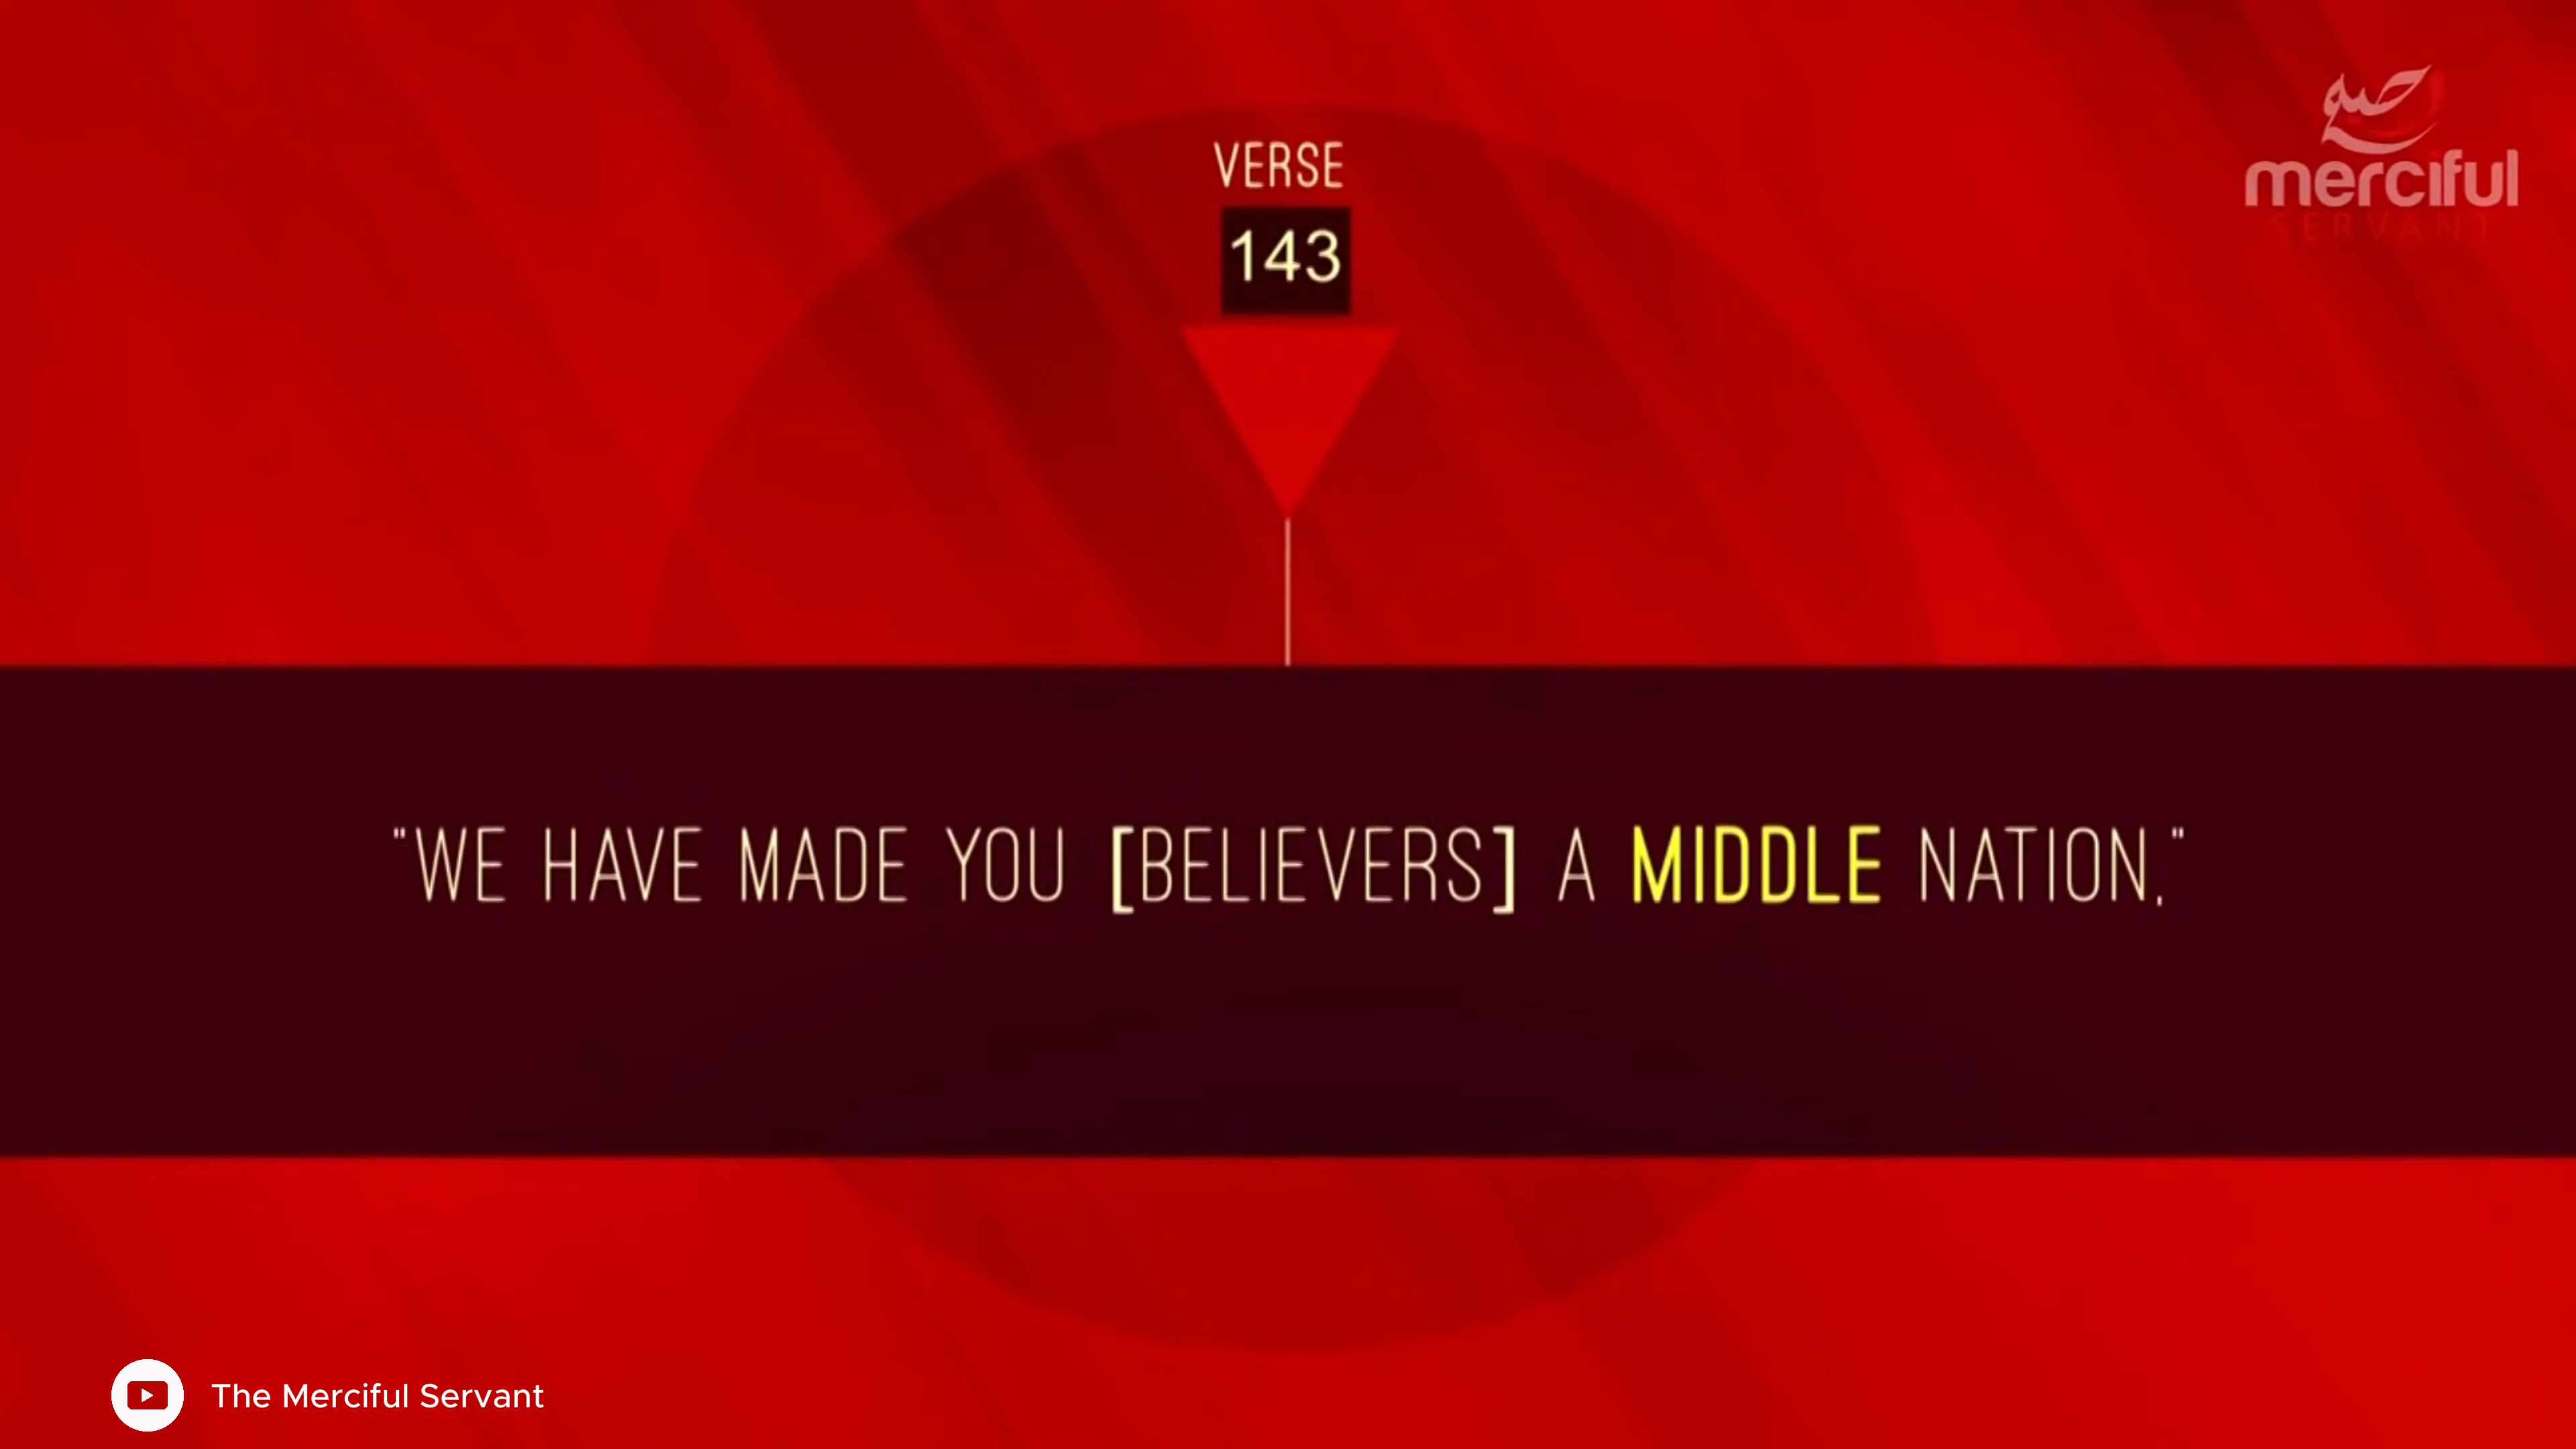 VERSE
143
merciful
SERVANT
"WE HAVE MADE YOU [BELIEVERS] A MIDDLE NATION."
The Merciful Servant